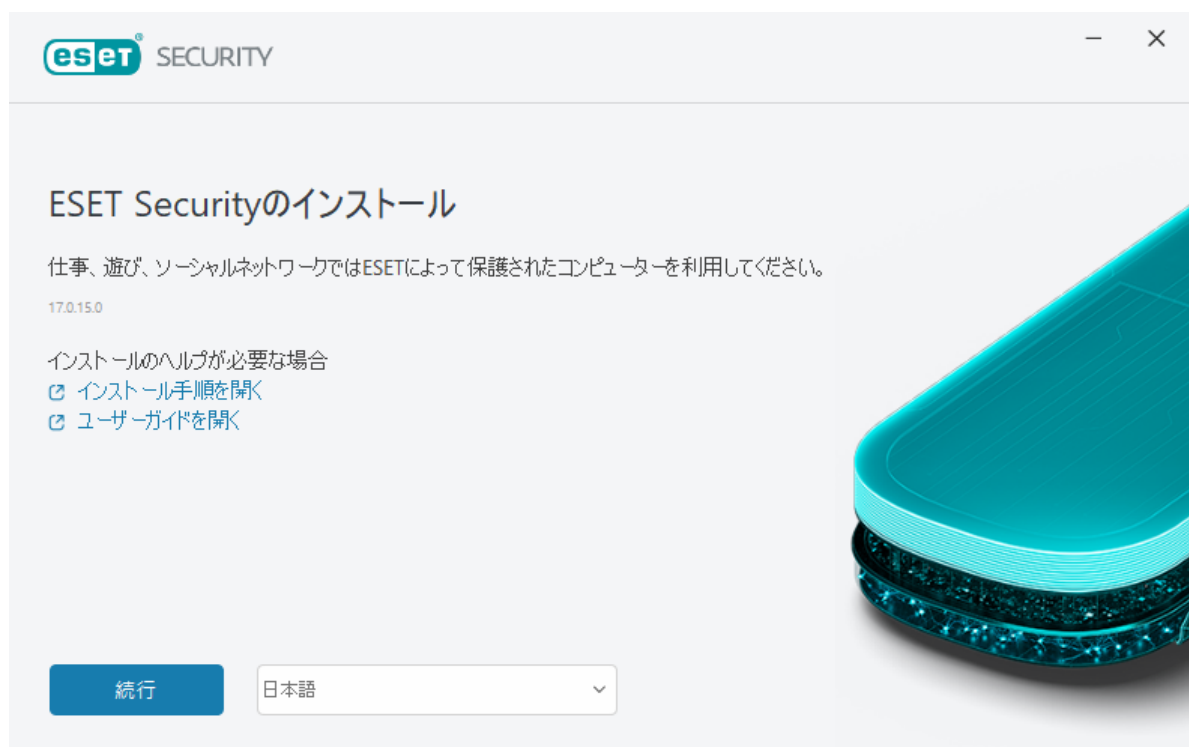 eset® SECURITY
ESET Securityのインストール
仕事、遊び、ソーシャルネットワークではESETによって保護されたコンピューターを利用してください。
17.0.15.0
インストールのヘルプが必要な場合
インストール手順を開く
ユーザーガイドを開く
続行
日本語